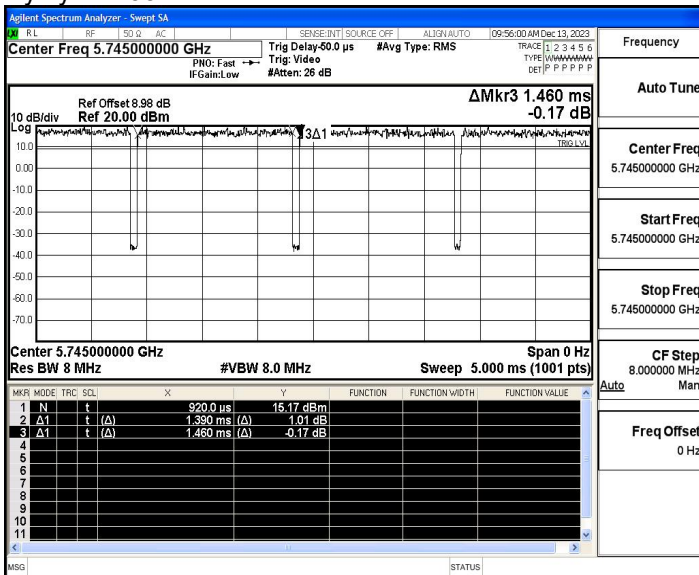 Agilent Spectrum Analyzer - Swept SA
LXI RL RF 50 Ω AC SENSE:INT SOURCE OFF ALIGN AUTO 09:56:00 AM Dec 13, 2023
Center Freq 5.745000000 GHz
PNO: Fast
IFGain:Low
Trig Delay-50.0 µs
Trig: Video
#Atten: 26 dB
#Avg Type: RMS
TRACE 1 2 3 4 5 6
TYPE
DET P P P P P P
ΔMkr3 1.460 ms
-0.17 dB
Ref Offset 8.98 dB
10 dB/div Ref 20.00 dBm
Log
3Δ1
TRIG LVL
10.0
0.00
-10.0
-20.0
-30.0
-40.0
-50.0
-60.0
-70.0
Center 5.745000000 GHz Span 0 Hz
Res BW 8 MHz #VBW 8.0 MHz Sweep 5.000 ms (1001 pts)
MKR MODE TRC SCL X Y FUNCTION FUNCTION WIDTH FUNCTION VALUE
1 N t 920.0 µs 15.17 dBm
2 Δ1 t (Δ) 1.390 ms (Δ) 1.01 dB
3 Δ1 t (Δ) 1.460 ms (Δ) -0.17 dB
4
5
6
7
8
9
10
11
MSG STATUS
Frequency
Auto Tune
Center Freq
5.745000000 GHz
Start Freq
5.745000000 GHz
Stop Freq
5.745000000 GHz
CF Step
8.000000 MHz
Auto Man
Freq Offset
0 Hz